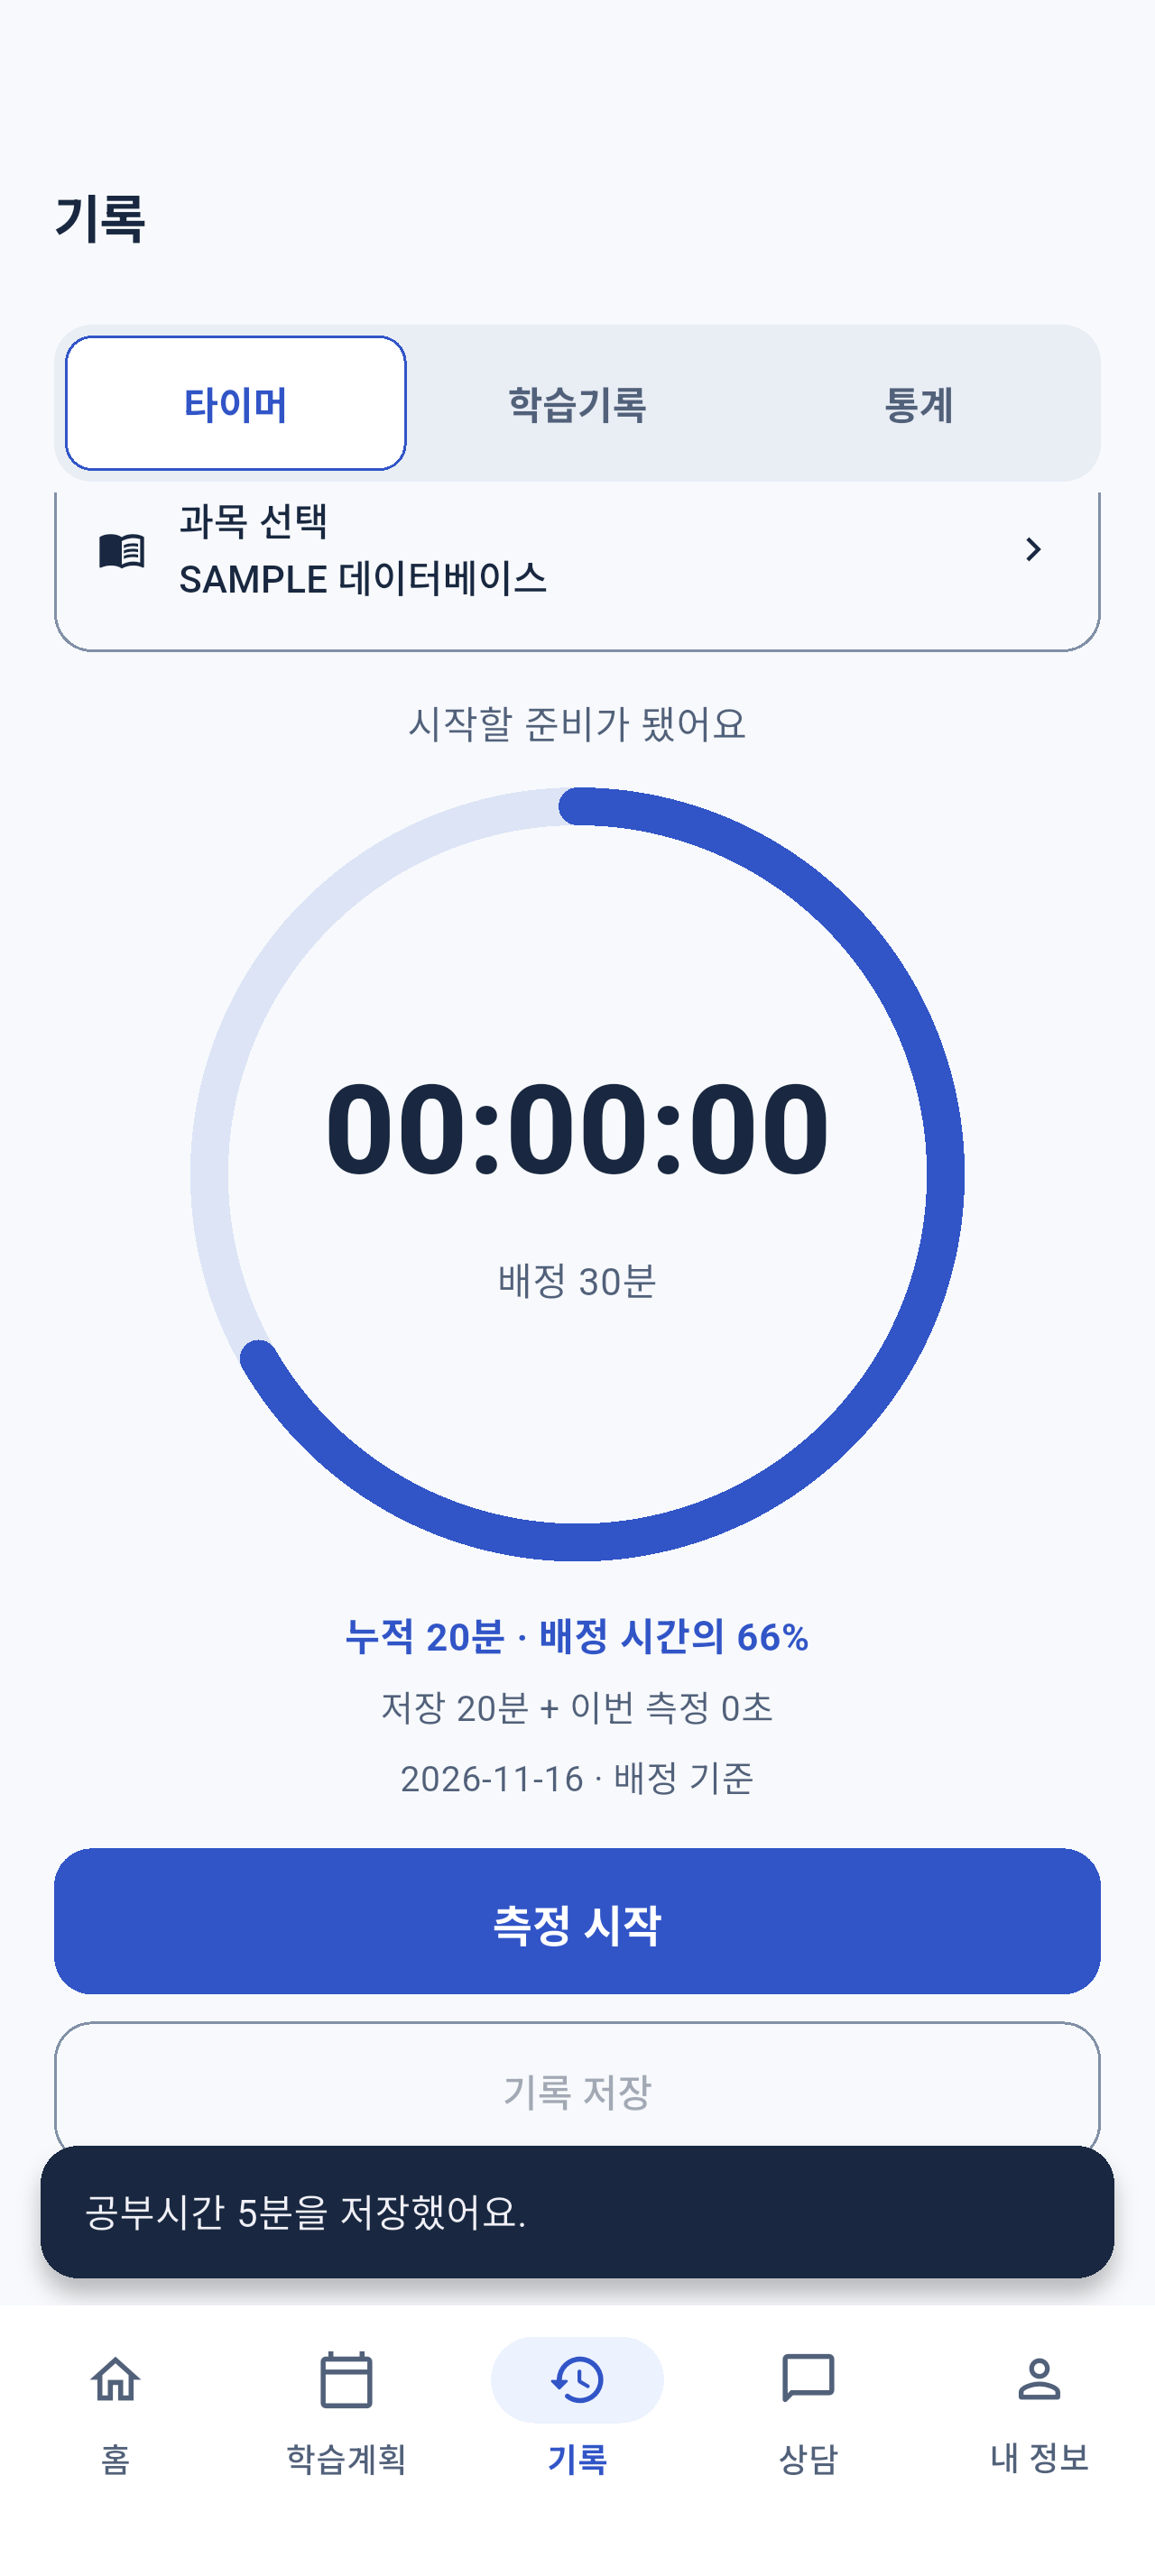 기록
타이머
학습기록
통계
과목 선택
SAMPLE 데이터베이스
시작할 준비가 됐어요
00:00:00
배정 30분
누적 20분 · 배정 시간의 66%
저장 20분 + 이번 측정 0초
2026-11-16 · 배정 기준
측정 시작
기록 저장
공부시간 5분을 저장했어요.
홈
학습계획
기록
상담
내 정보